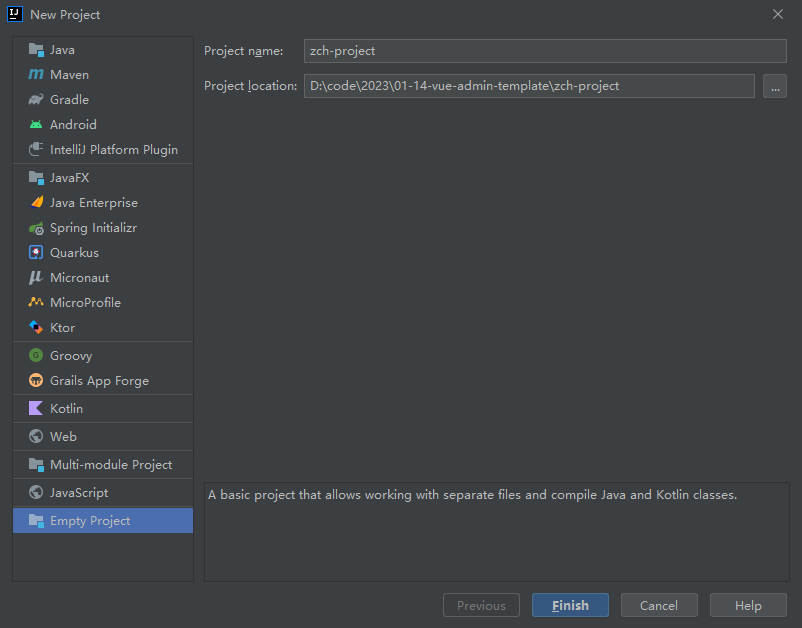 New Project
Java
Maven
Gradle
Android
IntelliJ Platform Plugin
JavaFX
Java Enterprise
Spring Initializr
Quarkus
Micronaut
MicroProfile
Ktor
Groovy
Grails App Forge
Kotlin
Web
Multi-module Project
JavaScript
Empty Project
Project name: zch-project
Project location: D:\code\2023\01-14-vue-admin-template\zch-project ...
A basic project that allows working with separate files and compile Java and Kotlin classes.
Previous Finish Cancel Help